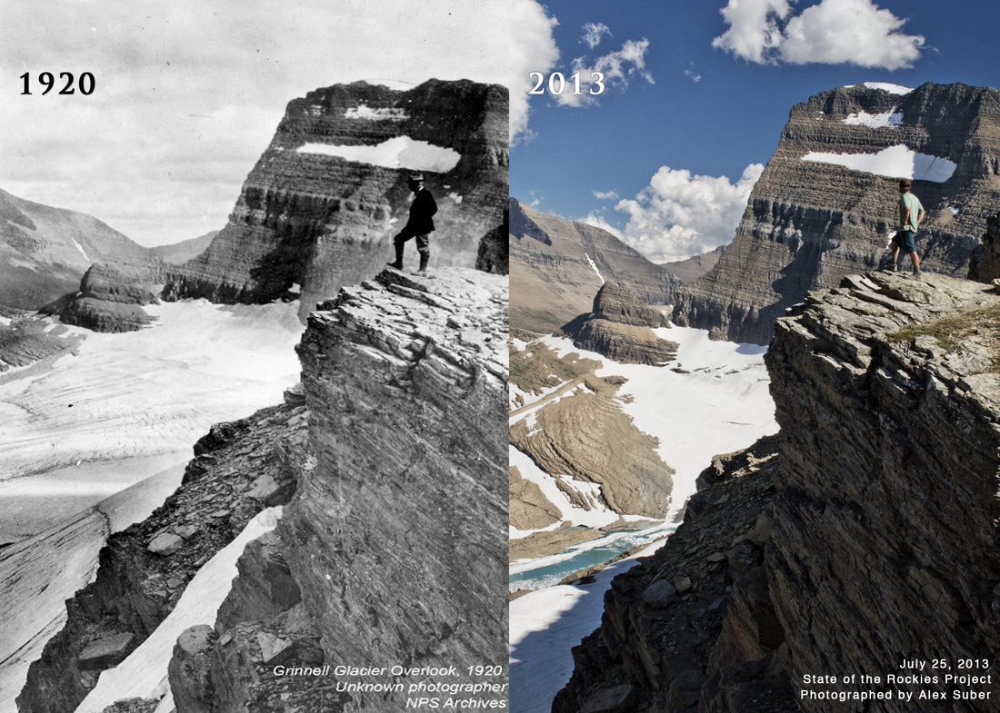 1920
2013
Grinnell Glacier Overlook, 1920
Unknown photographer
NPS Archives
July 25, 2013
State of the Rockies Project
Photographed by Alex Suber